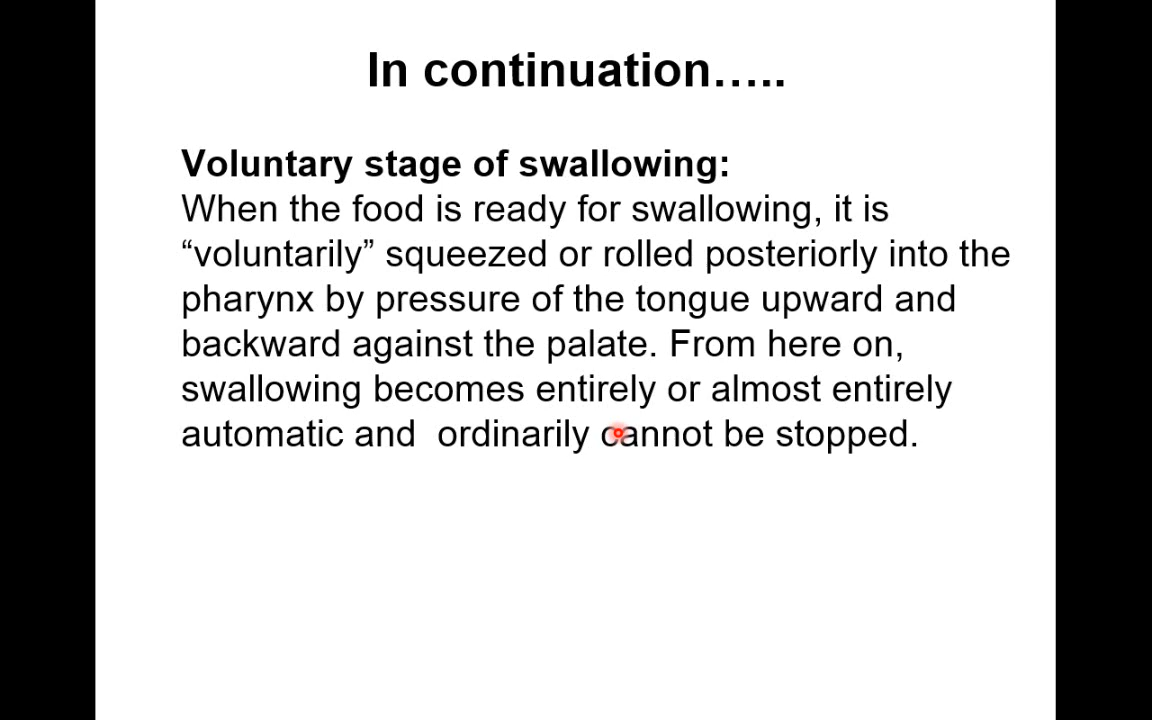 In continuation…..
Voluntary stage of swallowing:
When the food is ready for swallowing, it is
“voluntarily” squeezed or rolled posteriorly into the
pharynx by pressure of the tongue upward and
backward against the palate. From here on,
swallowing becomes entirely or almost entirely
automatic and  ordinarily cannot be stopped.